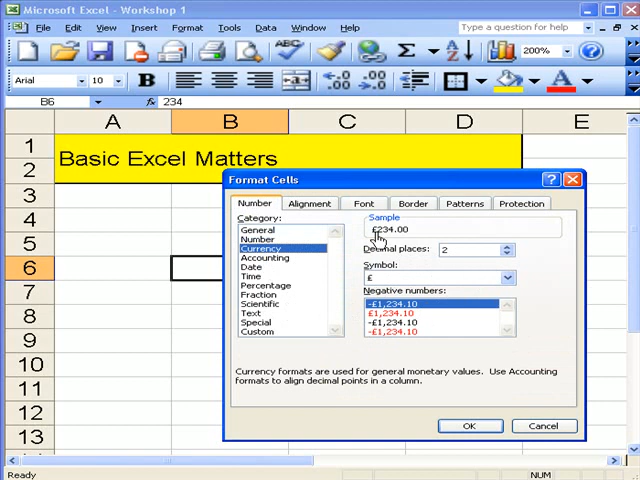 Microsoft Excel - Workshop 1
File Edit View Insert Format Tools Data Window Help Type a question for help
Σ A Z 200% ?
Arial 10 B A
B6 fx 234
A B C D E
1
2
Basic Excel Matters
3
4
5
6
7
8
9
10
11
12
13
Format Cells
Number Alignment Font Border Patterns Protection
Category:
General
Number
Currency
Accounting
Date
Time
Percentage
Fraction
Scientific
Text
Special
Custom
Sample
£234.00
Decimal places: 2
Symbol:
£
Negative numbers:
-£1,234.10
£1,234.10
-£1,234.10
-£1,234.10
Currency formats are used for general monetary values. Use Accounting
formats to align decimal points in a column.
OK Cancel
Ready NUM